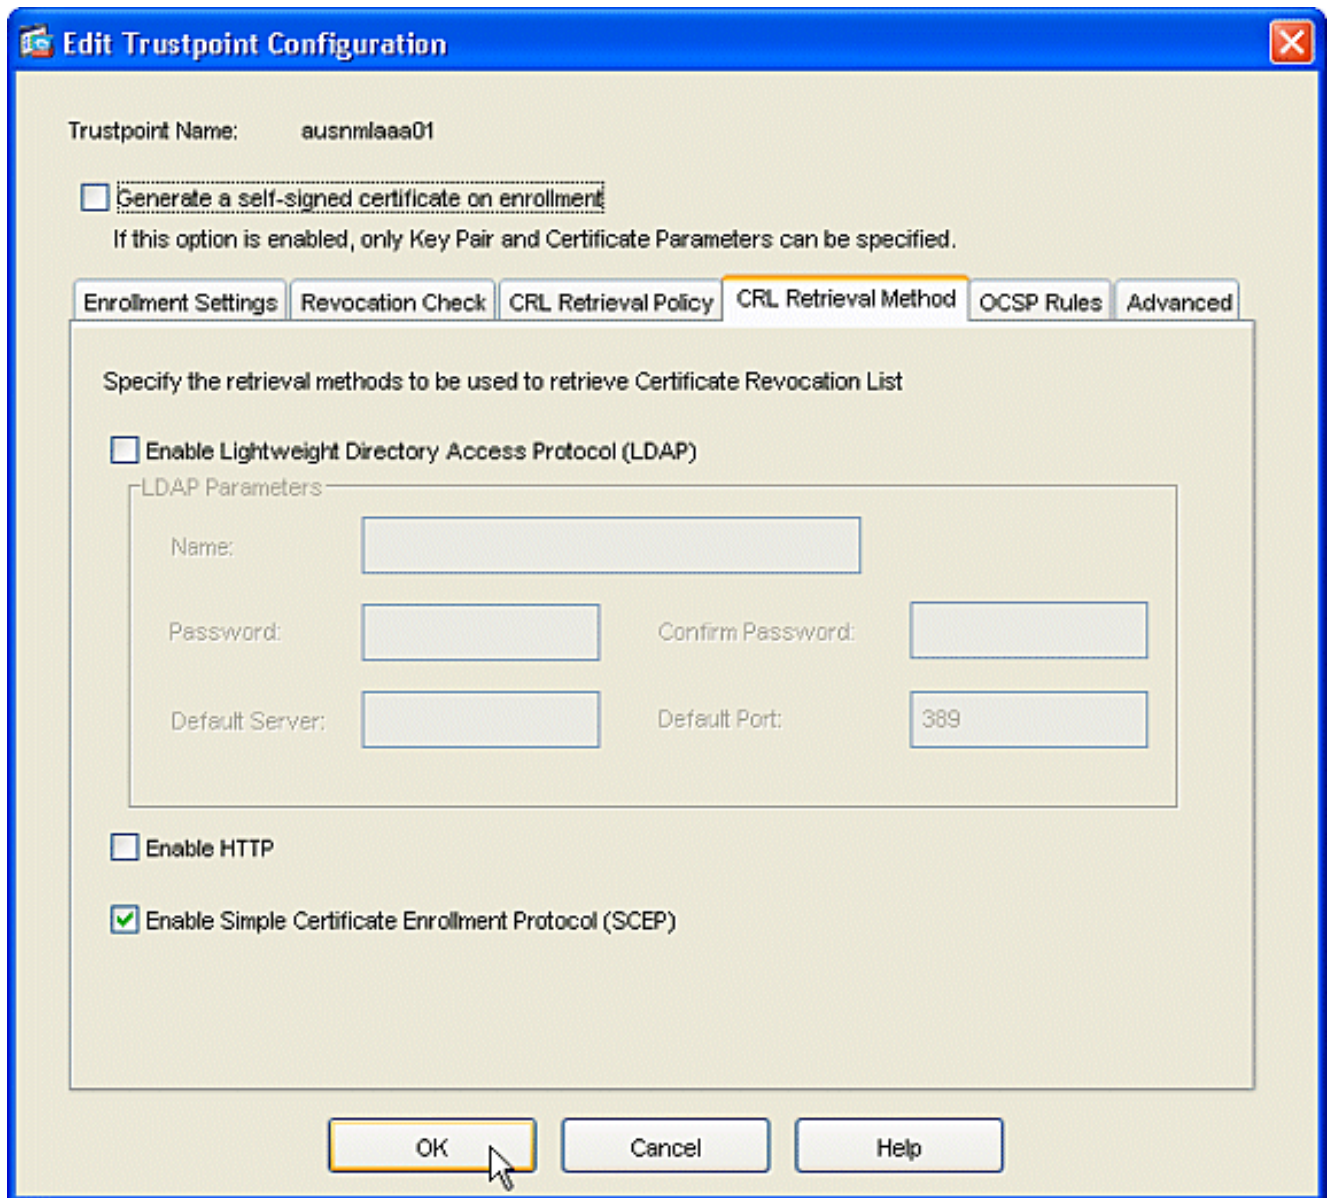 Edit Trustpoint Configuration
Trustpoint Name: ausnmlaaa01
Generate a self-signed certificate on enrollment
If this option is enabled, only Key Pair and Certificate Parameters can be specified.
Enrollment Settings Revocation Check CRL Retrieval Policy CRL Retrieval Method OCSP Rules Advanced
Specify the retrieval methods to be used to retrieve Certificate Revocation List
Enable Lightweight Directory Access Protocol (LDAP)
LDAP Parameters
Name:
Password: Confirm Password:
Default Server: Default Port: 389
Enable HTTP
Enable Simple Certificate Enrollment Protocol (SCEP)
OK Cancel Help